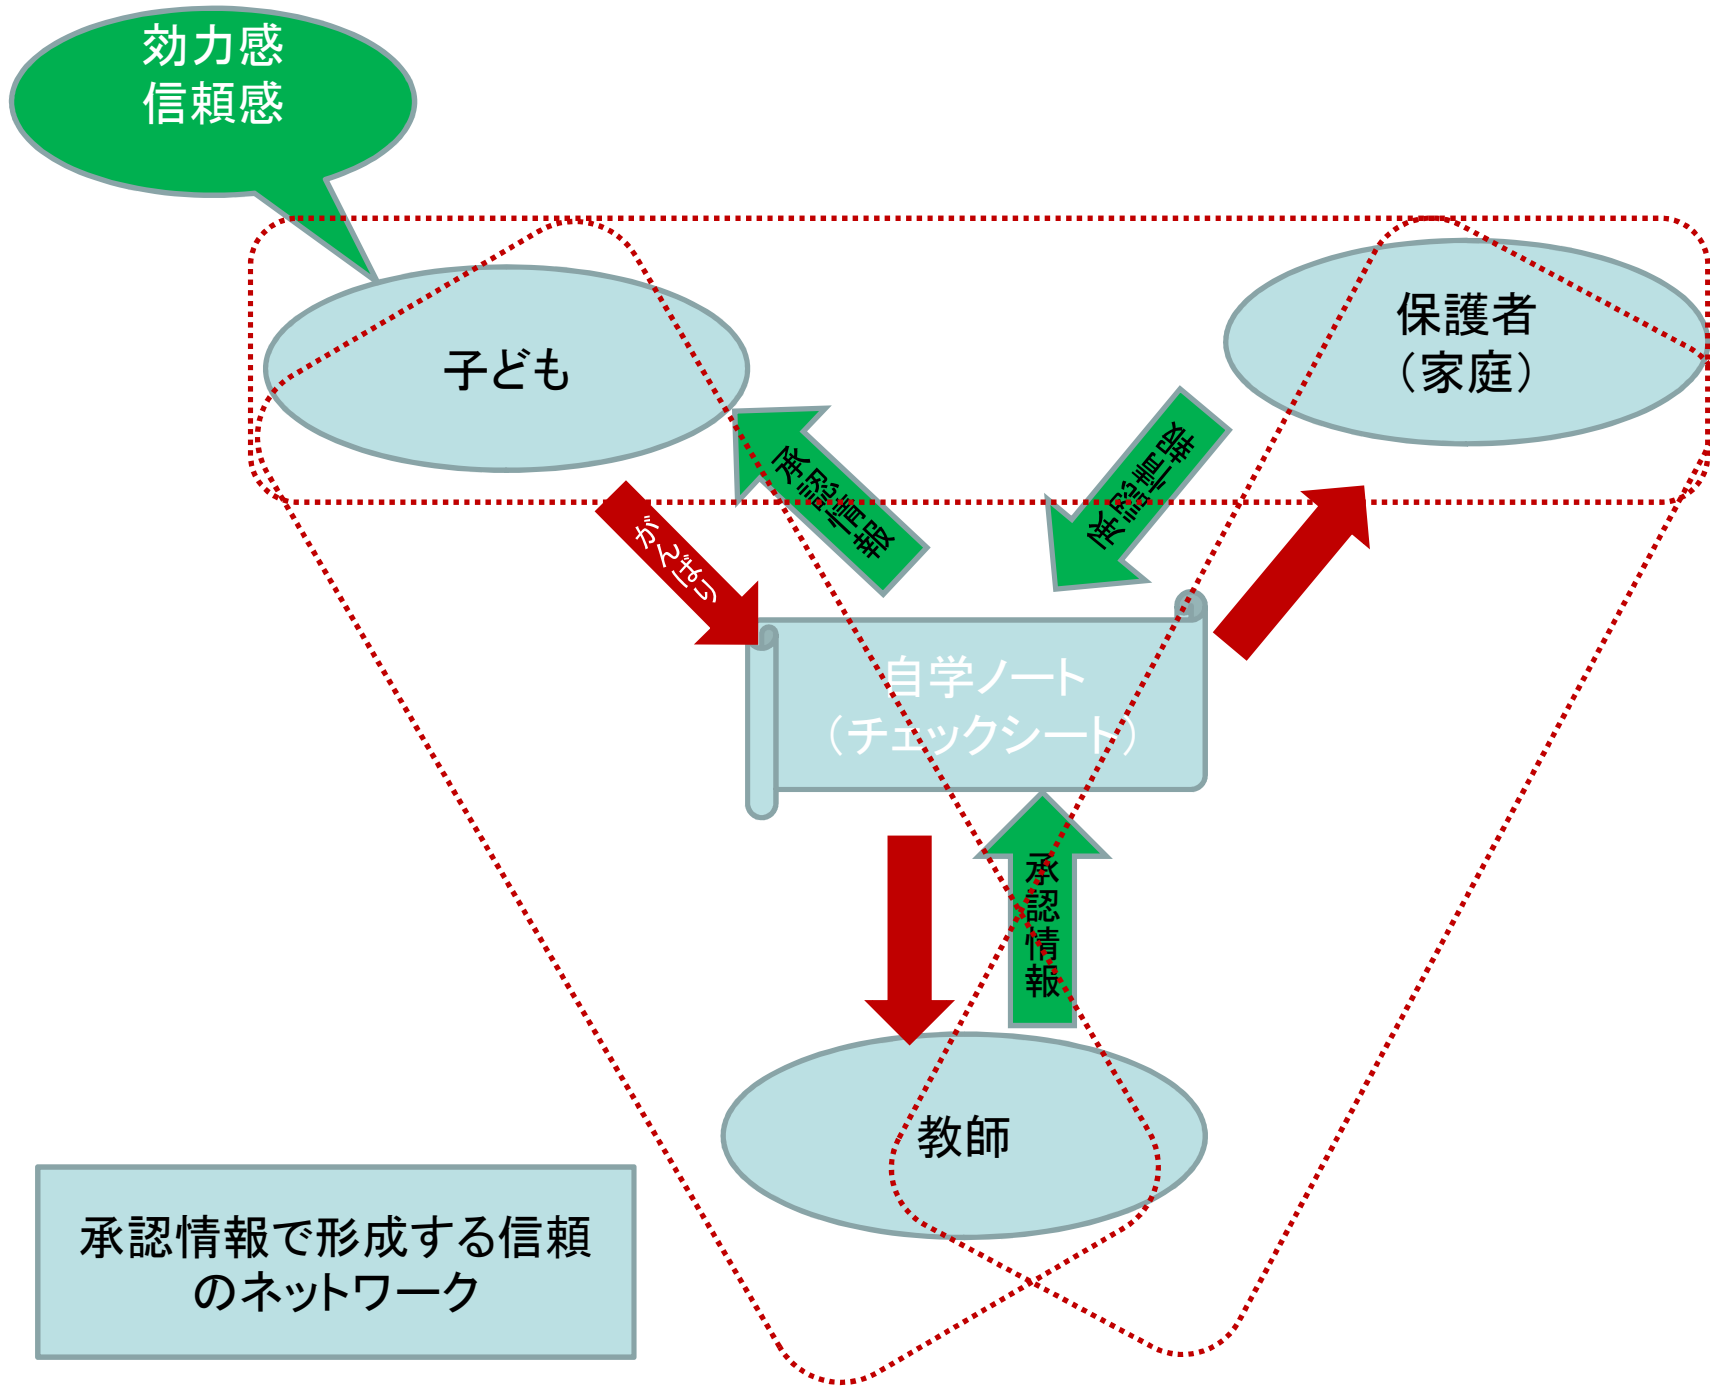 効力感
信頼感
子ども
保護者
（家庭）
承認情報
承認情報
がんばり
自学ノート
（チェックシート）
承認情報
教師
承認情報で形成する信頼
のネットワーク